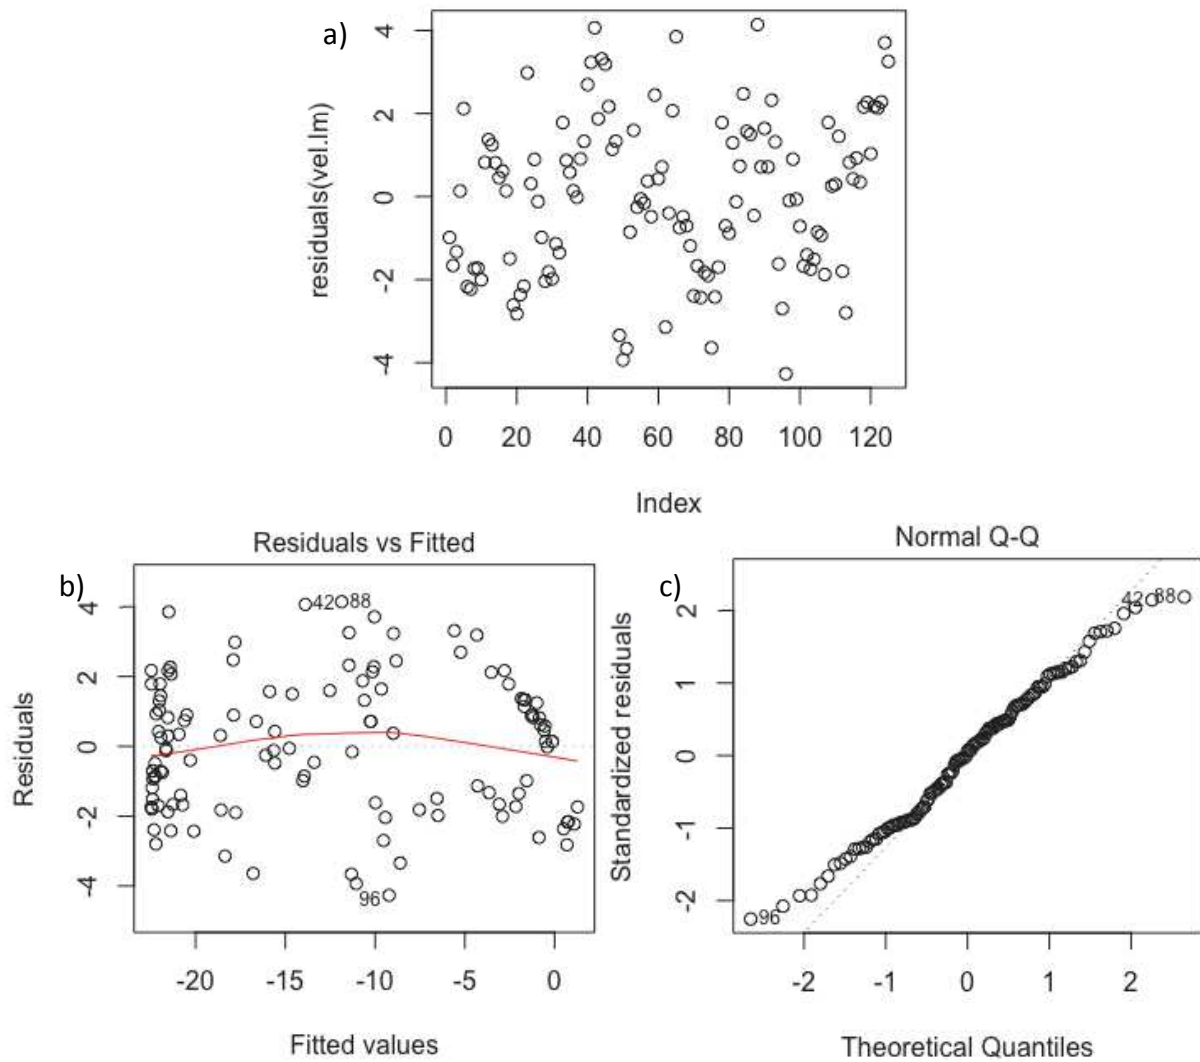 a)
residuals(vel.lm)
4
2
0
-2
-4
0 20 40 60 80 100 120
Index
Residuals vs Fitted
b)
Residuals
4
2
0
-2
-4
42 88
96
-20 -15 -10 -5 0
Fitted values
Normal Q-Q
c)
Standardized residuals
2
1
0
-1
-2
42 88
96
-2 -1 0 1 2
Theoretical Quantiles